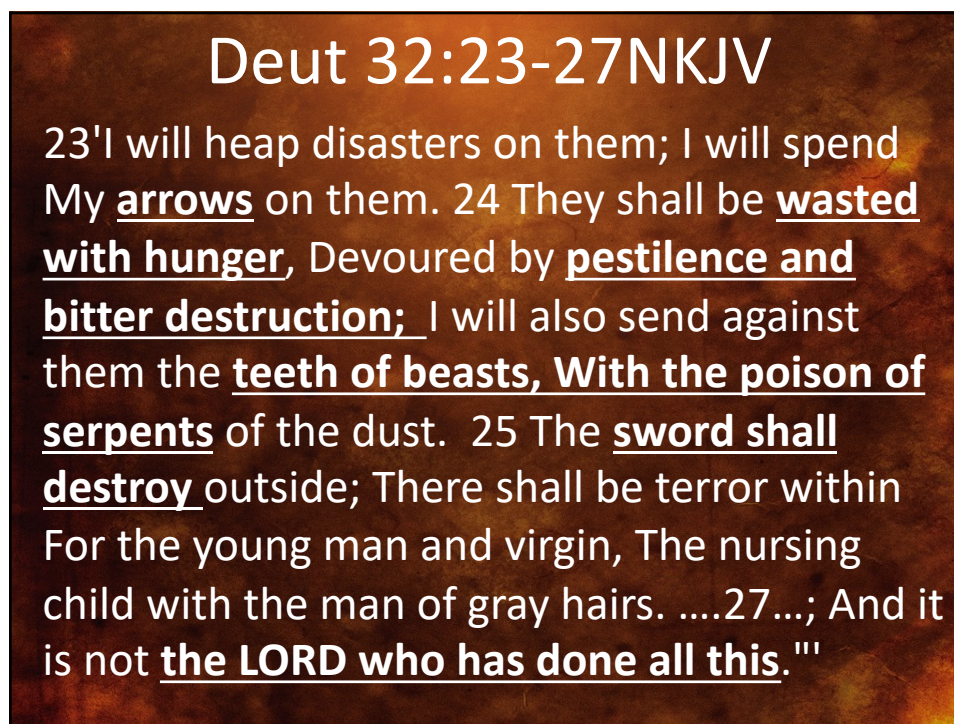 Deut 32:23-27NKJV
23'I will heap disasters on them; I will spend
My arrows on them. 24 They shall be wasted
with hunger, Devoured by pestilence and
bitter destruction; I will also send against
them the teeth of beasts, With the poison of
serpents of the dust. 25 The sword shall
destroy outside; There shall be terror within
For the young man and virgin, The nursing
child with the man of gray hairs. ....27...; And it
is not the LORD who has done all this."'